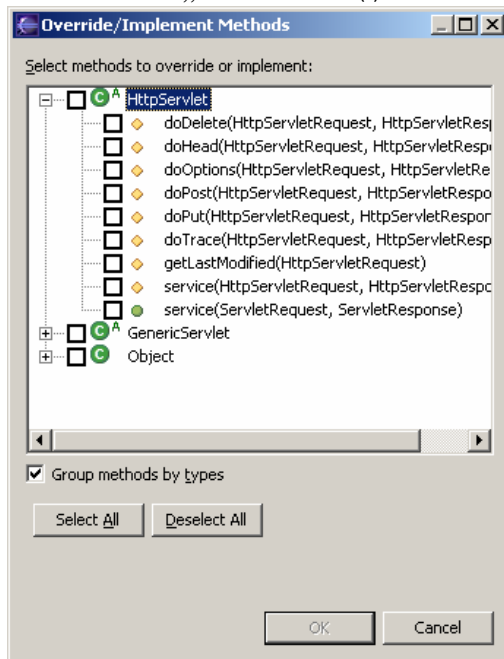 Override/Implement Methods
Select methods to override or implement:
C A HttpServlet
doDelete(HttpServletRequest, HttpServletResp
doHead(HttpServletRequest, HttpServletRespo
doOptions(HttpServletRequest, HttpServletRe
doPost(HttpServletRequest, HttpServletRespo
doPut(HttpServletRequest, HttpServletRespor
doTrace(HttpServletRequest, HttpServletResp
getLastModified(HttpServletRequest)
service(HttpServletRequest, HttpServletRespo
service(ServletRequest, ServletResponse)
C A GenericServlet
C Object
Group methods by types
Select All Deselect All
OK Cancel